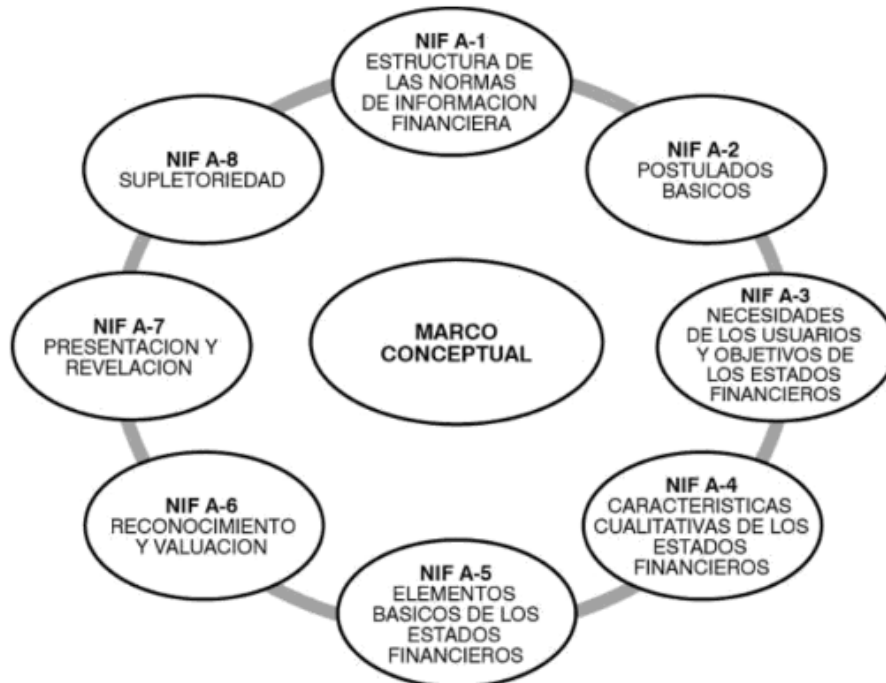 NIF A-1
ESTRUCTURA DE
LAS NORMAS
DE INFORMACION
FINANCIERA
NIF A-2
POSTULADOS
BASICOS
NIF A-3
NECESIDADES
DE LOS USUARIOS
Y OBJETIVOS DE
LOS ESTADOS
FINANCIEROS
NIF A-4
CARACTERISTICAS
CUALITATIVAS DE LOS
ESTADOS
FINANCIEROS
NIF A-5
ELEMENTOS
BASICOS DE LOS
ESTADOS
FINANCIEROS
NIF A-6
RECONOCIMIENTO
Y VALUACION
NIF A-7
PRESENTACION Y
REVELACION
NIF A-8
SUPLETORIEDAD
MARCO
CONCEPTUAL